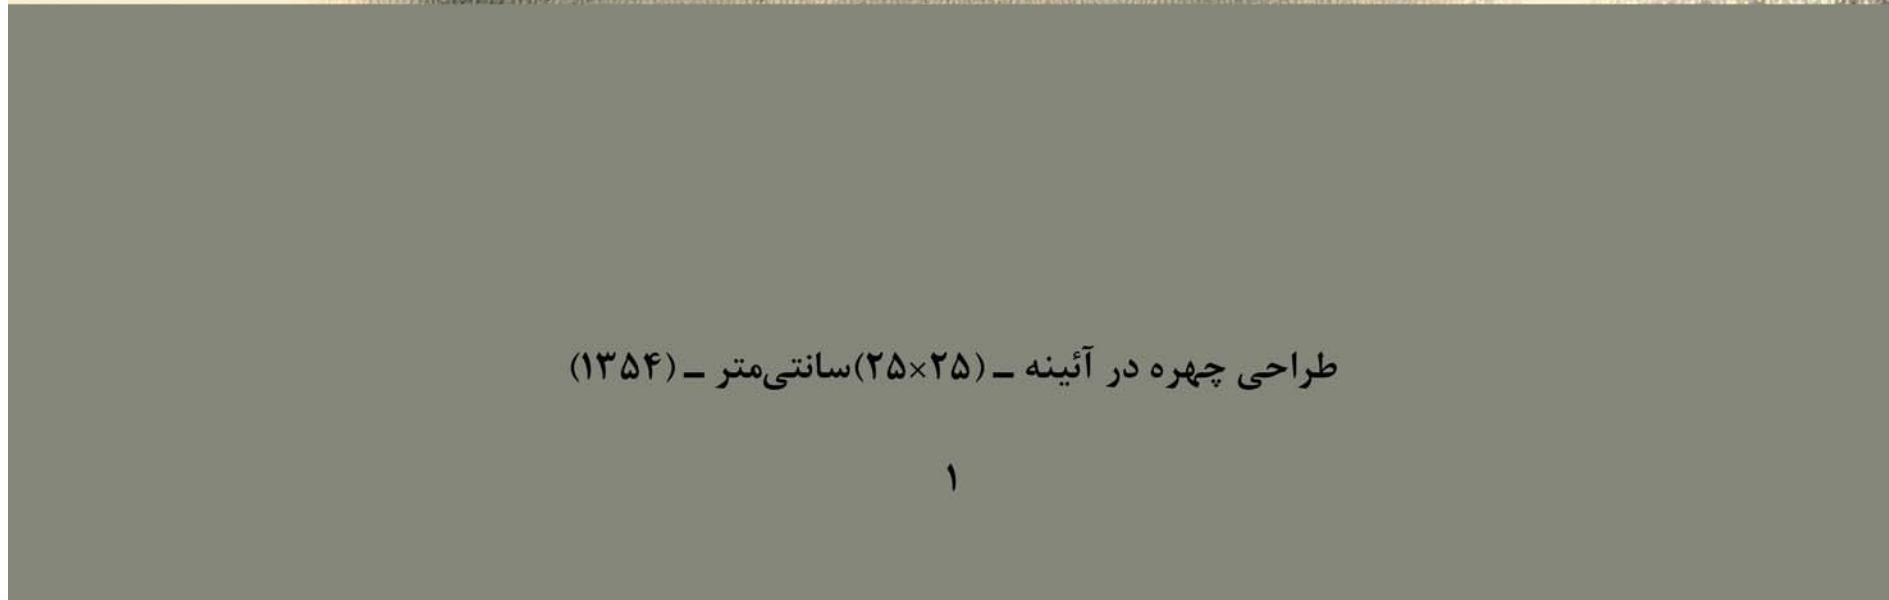 طراحی چهره در آئینه ـ (۲۵×۲۵)سانتی‌متر ـ (۱۳۵۴)
۱